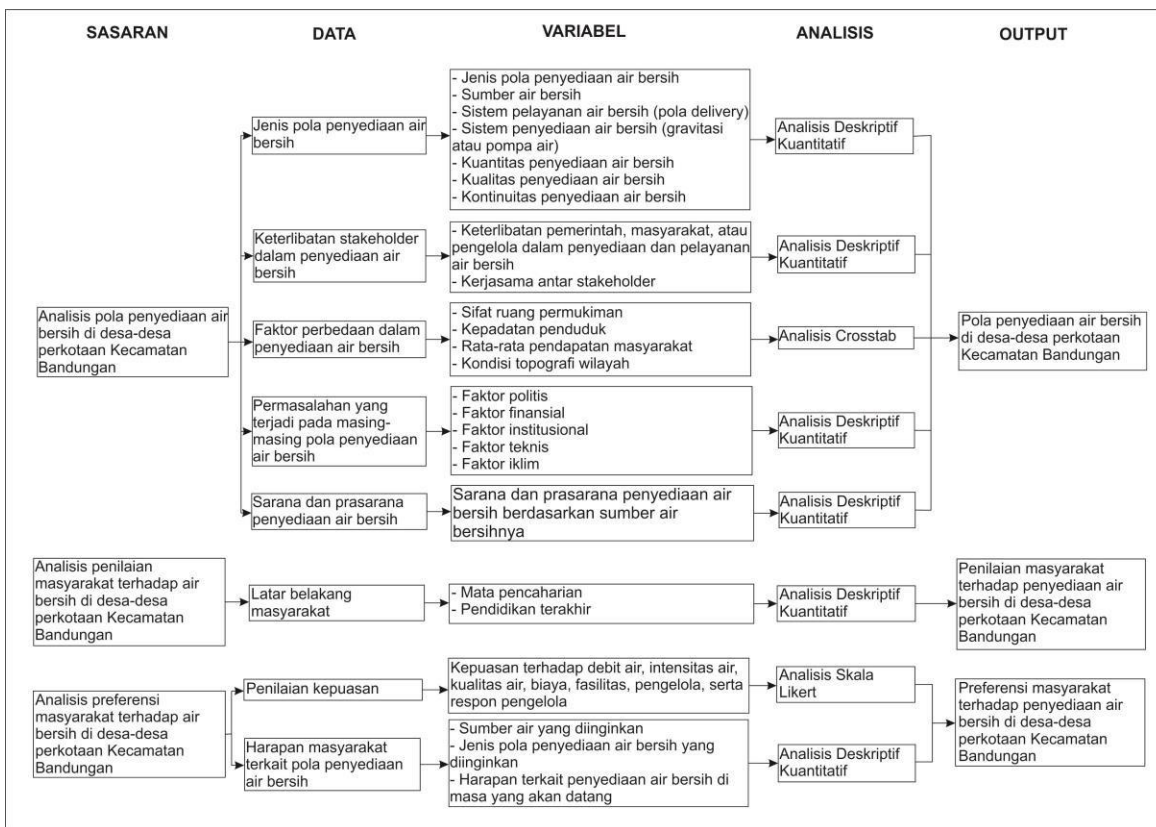 SASARAN
DATA
VARIABEL
ANALISIS
OUTPUT
Analisis pola penyediaan air
bersih di desa-desa
perkotaan Kecamatan
Bandungan
Jenis pola penyediaan air
bersih
- Jenis pola penyediaan air bersih
- Sumber air bersih
- Sistem pelayanan air bersih (pola delivery)
- Sistem penyediaan air bersih (gravitasi
atau pompa air)
- Kuantitas penyediaan air bersih
- Kualitas penyediaan air bersih
- Kontinuitas penyediaan air bersih
Analisis Deskriptif
Kuantitatif
Keterlibatan stakeholder
dalam penyediaan air
bersih
- Keterlibatan pemerintah, masyarakat, atau
pengelola dalam penyediaan dan pelayanan
air bersih
- Kerjasama antar stakeholder
Analisis Deskriptif
Kuantitatif
Faktor perbedaan dalam
penyediaan air bersih
- Sifat ruang permukiman
- Kepadatan penduduk
- Rata-rata pendapatan masyarakat
- Kondisi topografi wilayah
Analisis Crosstab
Permasalahan yang
terjadi pada masing-
masing pola penyediaan
air bersih
- Faktor politis
- Faktor finansial
- Faktor institusional
- Faktor teknis
- Faktor iklim
Analisis Deskriptif
Kuantitatif
Sarana dan prasarana
penyediaan air bersih
Sarana dan prasarana penyediaan air
bersih berdasarkan sumber air
bersihnya
Analisis Deskriptif
Kuantitatif
Pola penyediaan air bersih
di desa-desa perkotaan
Kecamatan Bandungan
Analisis penilaian
masyarakat terhadap air
bersih di desa-desa
perkotaan Kecamatan
Bandungan
Latar belakang
masyarakat
- Mata pencaharian
- Pendidikan terakhir
Analisis Deskriptif
Kuantitatif
Penilaian masyarakat
terhadap penyediaan air
bersih di desa-desa
perkotaan Kecamatan
Bandungan
Analisis preferensi
masyarakat terhadap air
bersih di desa-desa
perkotaan Kecamatan
Bandungan
Penilaian kepuasan
Kepuasan terhadap debit air, intensitas air,
kualitas air, biaya, fasilitas, pengelola, serta
respon pengelola
Analisis Skala
Likert
Harapan masyarakat
terkait pola penyediaan
air bersih
- Sumber air yang diinginkan
- Jenis pola penyediaan air bersih yang
diinginkan
- Harapan terkait penyediaan air bersih di
masa yang akan datang
Analisis Deskriptif
Kuantitatif
Preferensi masyarakat
terhadap penyediaan air
bersih di desa-desa
perkotaan Kecamatan
Bandungan